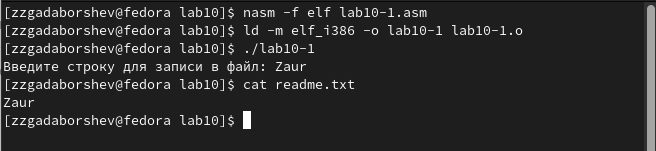 [zzgadaborshev@fedora lab10]$ nasm -f elf lab10-1.asm
[zzgadaborshev@fedora lab10]$ ld -m elf_i386 -o lab10-1 lab10-1.o
[zzgadaborshev@fedora lab10]$ ./lab10-1
Введите строку для записи в файл: Zaur
[zzgadaborshev@fedora lab10]$ cat readme.txt
Zaur
[zzgadaborshev@fedora lab10]$